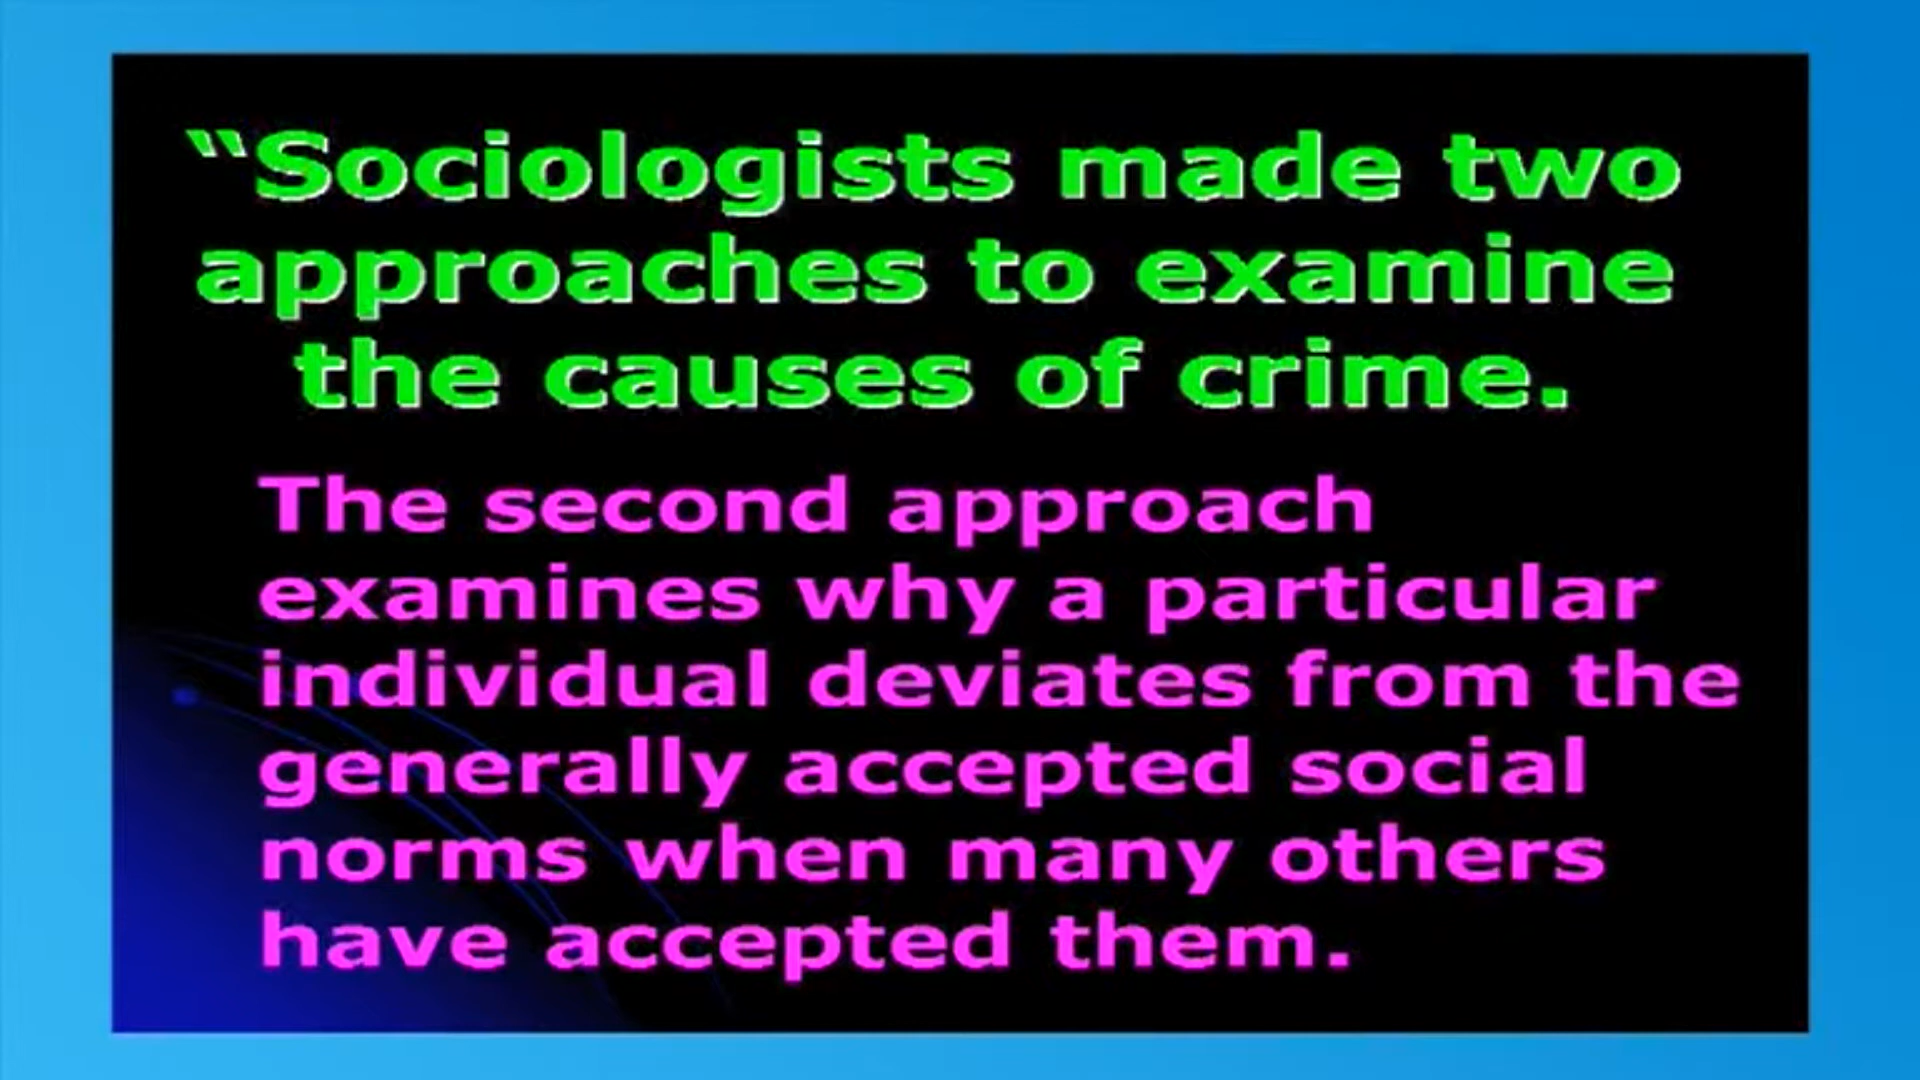 “Sociologists made two
approaches to examine
the causes of crime.
The second approach
examines why a particular
individual deviates from the
generally accepted social
norms when many others
have accepted them.